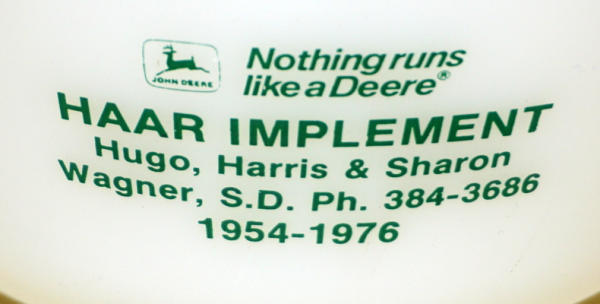 JOHN DEERE
Nothing runs
like a Deere®
HAAR IMPLEMENT
Hugo, Harris & Sharon
Wagner, S.D. Ph. 384-3686
1954-1976